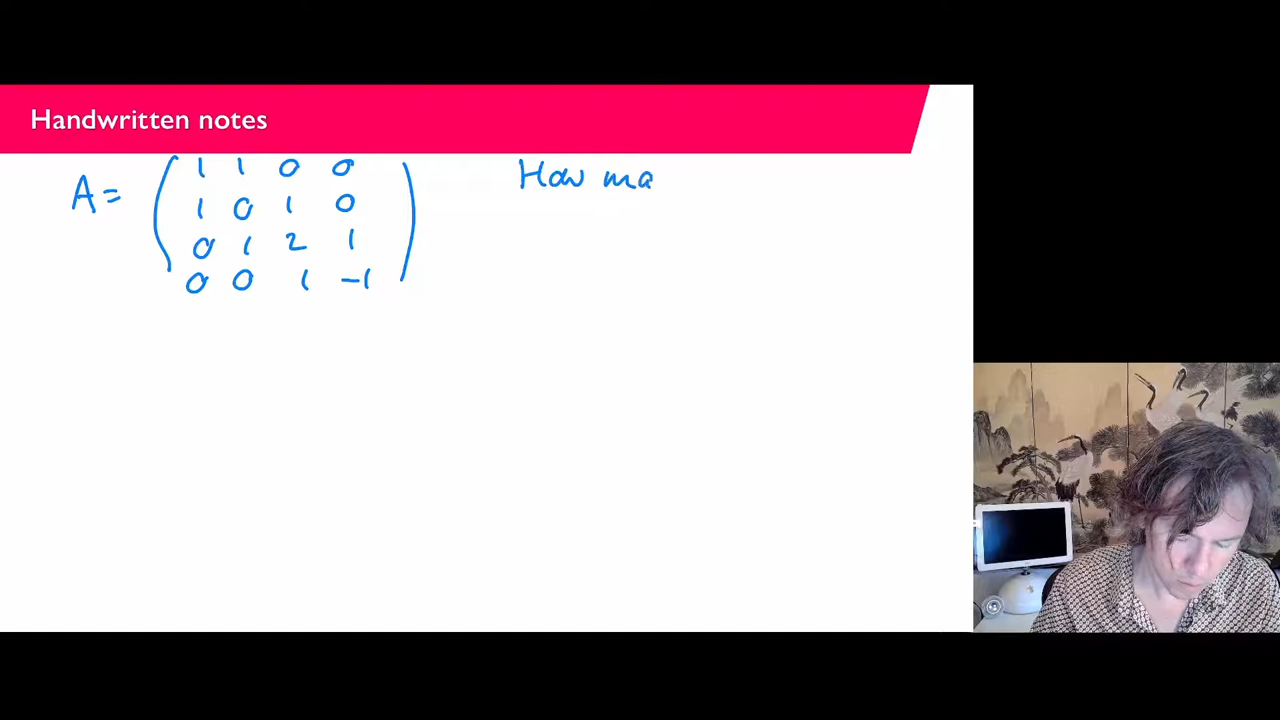 Handwritten notes
A = ( 1 1 0 0 ) How ma
1 0 1 0
0 1 2 1
0 0 1 -1